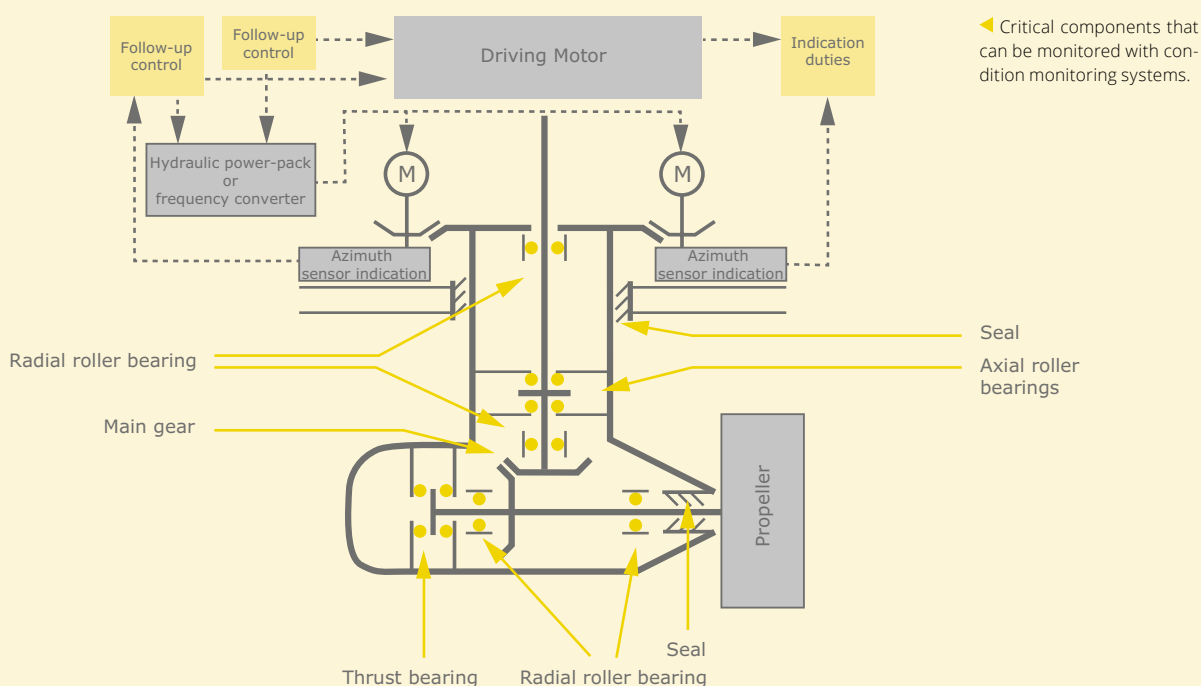 Follow-up
control
Follow-up
control
Driving Motor
Indication
duties
Critical components that
can be monitored with con-
dition monitoring systems.
Hydraulic power-pack
or
frequency converter
M
M
Azimuth
sensor indication
Azimuth
sensor indication
Radial roller bearing
Seal
Axial roller
bearings
Main gear
Propeller
Seal
Thrust bearing
Radial roller bearing